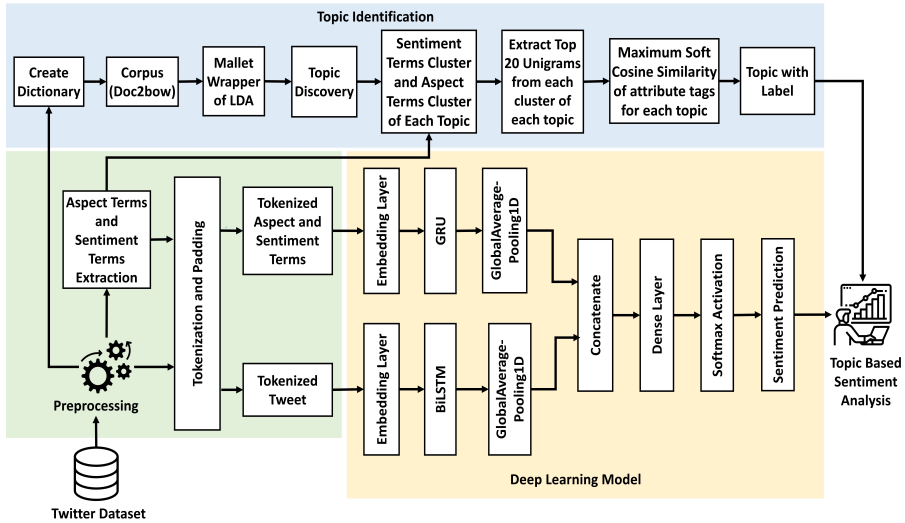 Topic Identification
Create
Dictionary
Corpus
(Doc2bow)
Mallet
Wrapper
of LDA
Topic
Discovery
Sentiment
Terms Cluster
and Aspect
Terms Cluster
of Each Topic
Extract Top
20 Unigrams
from each
cluster of
each topic
Maximum Soft
Cosine Similarity
of attribute tags
for each topic
Topic with
Label
Aspect Terms
and
Sentiment
Terms
Extraction
Tokenization and Padding
Tokenized
Aspect and
Sentiment
Terms
Embedding Layer
GRU
GlobalAverage-
Pooling1D
Concatenate
Dense Layer
Softmax Activation
Sentiment Prediction
Tokenized
Tweet
Embedding Layer
BiLSTM
GlobalAverage-
Pooling1D
Preprocessing
Topic Based
Sentiment
Analysis
Deep Learning Model
Twitter Dataset